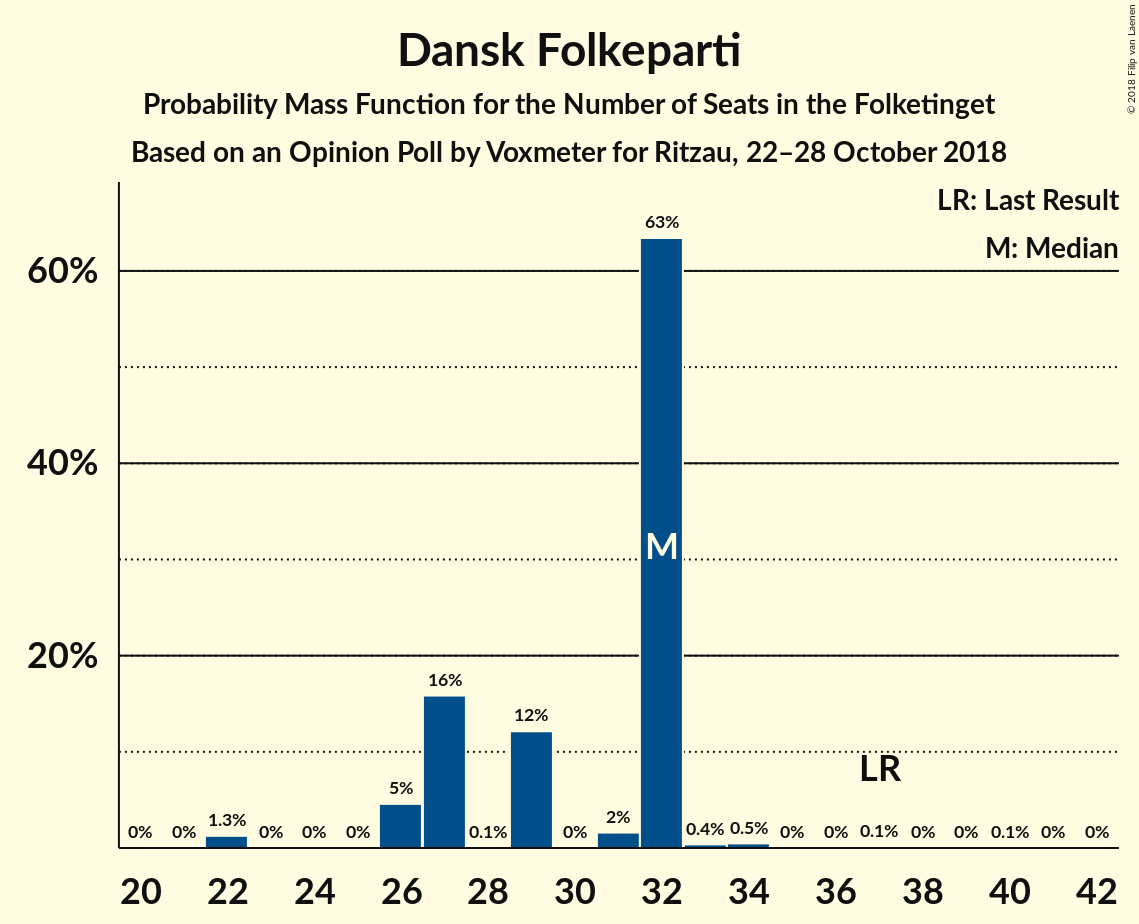 Dansk Folkeparti
Probability Mass Function for the Number of Seats in the Folketinget
Based on an Opinion Poll by Voxmeter for Ritzau, 22–28 October 2018
© 2018 Filip van Laenen
LR: Last Result
M: Median
60%
40%
20%
0% 0% 1.3% 0% 0% 0% 5% 16% 0.1% 12% 0% 2% 63% 0.4% 0.5% 0% 0% 0.1% 0% 0% 0.1% 0% 0%
M
LR
20 22 24 26 28 30 32 34 36 38 40 42